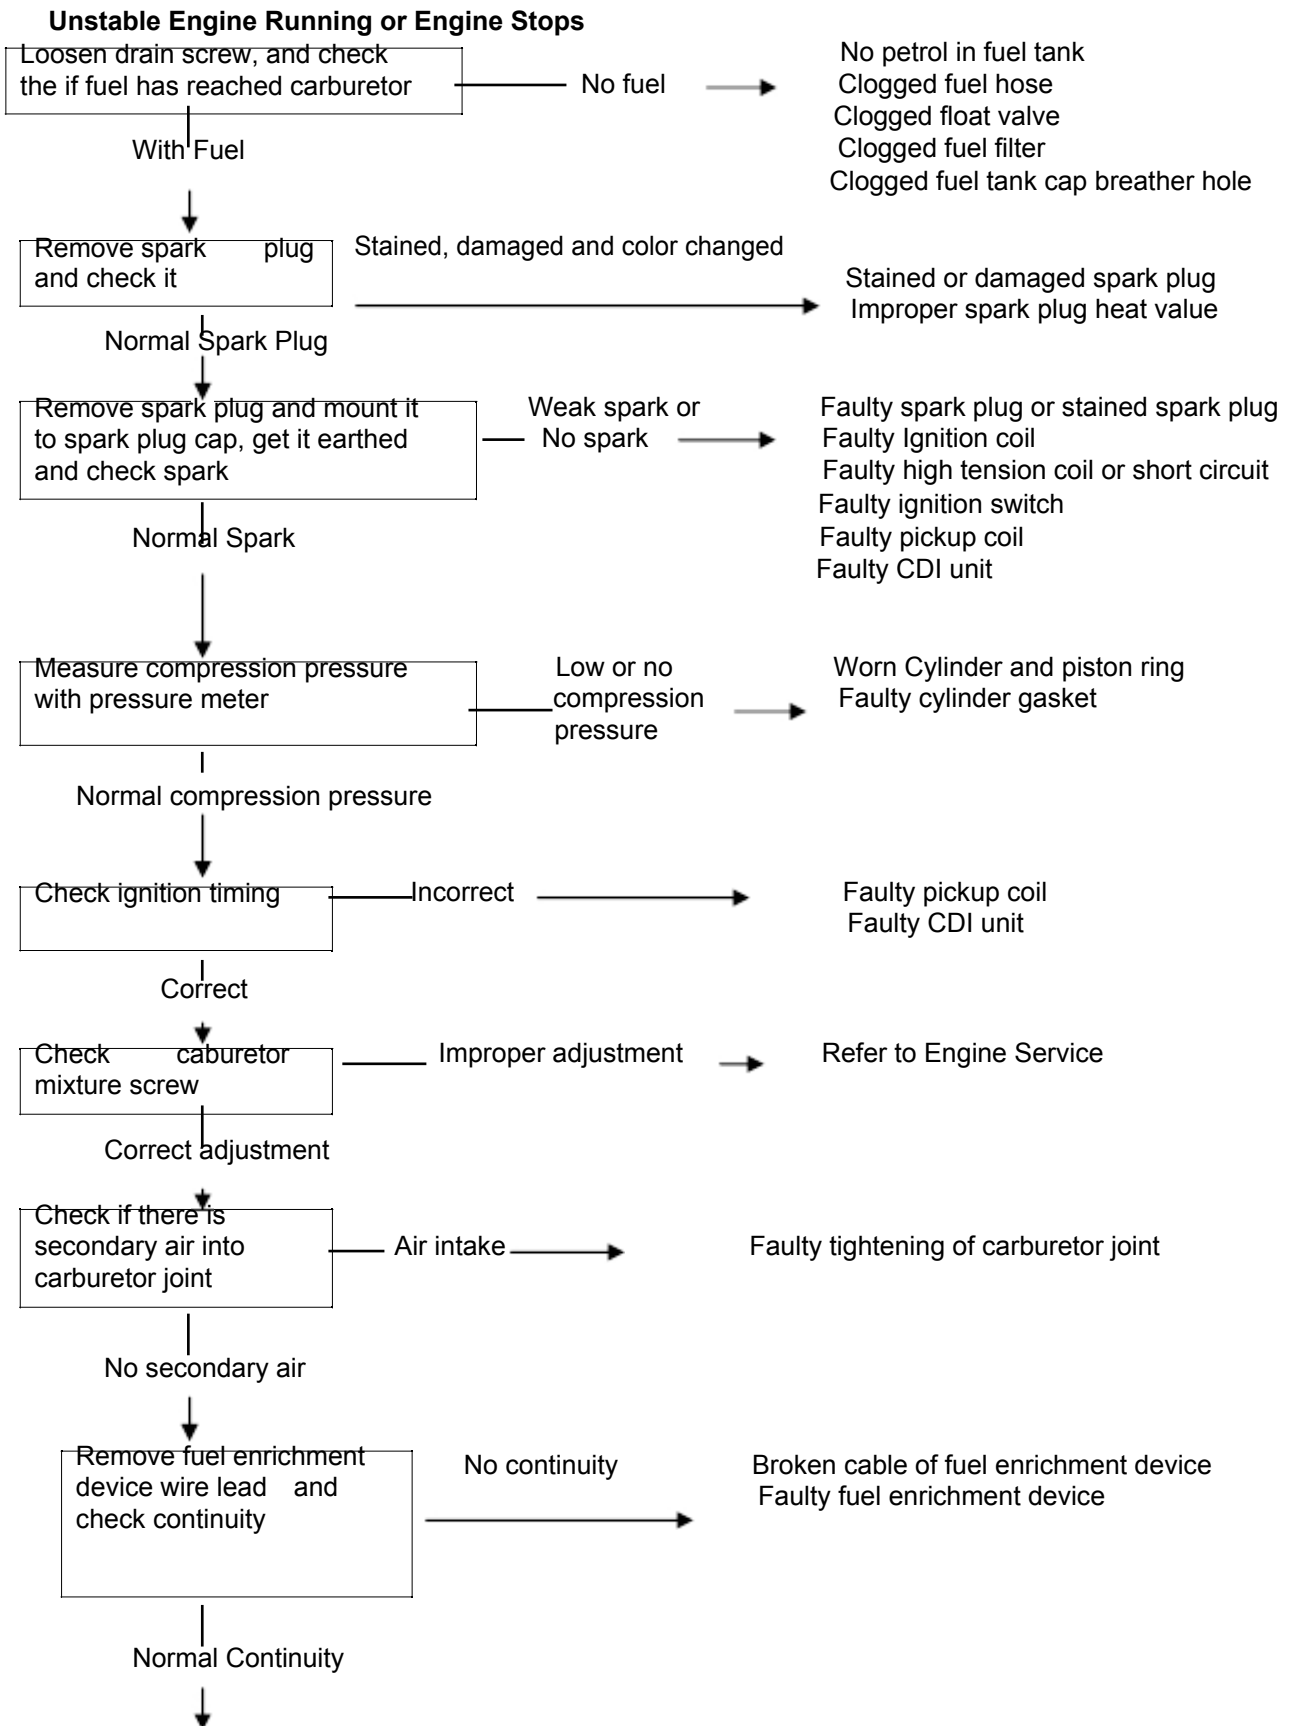 Unstable Engine Running or Engine Stops
Loosen drain screw, and check
the if fuel has reached carburetor
No fuel
No petrol in fuel tank
Clogged fuel hose
Clogged float valve
Clogged fuel filter
Clogged fuel tank cap breather hole
With Fuel
Remove spark plug
and check it
Stained, damaged and color changed
Stained or damaged spark plug
Improper spark plug heat value
Normal Spark Plug
Remove spark plug and mount it
to spark plug cap, get it earthed
and check spark
Weak spark or
No spark
Faulty spark plug or stained spark plug
Faulty Ignition coil
Faulty high tension coil or short circuit
Faulty ignition switch
Faulty pickup coil
Faulty CDI unit
Normal Spark
Measure compression pressure
with pressure meter
Low or no
compression
pressure
Worn Cylinder and piston ring
Faulty cylinder gasket
Normal compression pressure
Check ignition timing
Incorrect
Faulty pickup coil
Faulty CDI unit
Correct
Check caburetor
mixture screw
Improper adjustment
Refer to Engine Service
Correct adjustment
Check if there is
secondary air into
carburetor joint
Air intake
Faulty tightening of carburetor joint
No secondary air
Remove fuel enrichment
device wire lead and
check continuity
No continuity
Broken cable of fuel enrichment device
Faulty fuel enrichment device
Normal Continuity